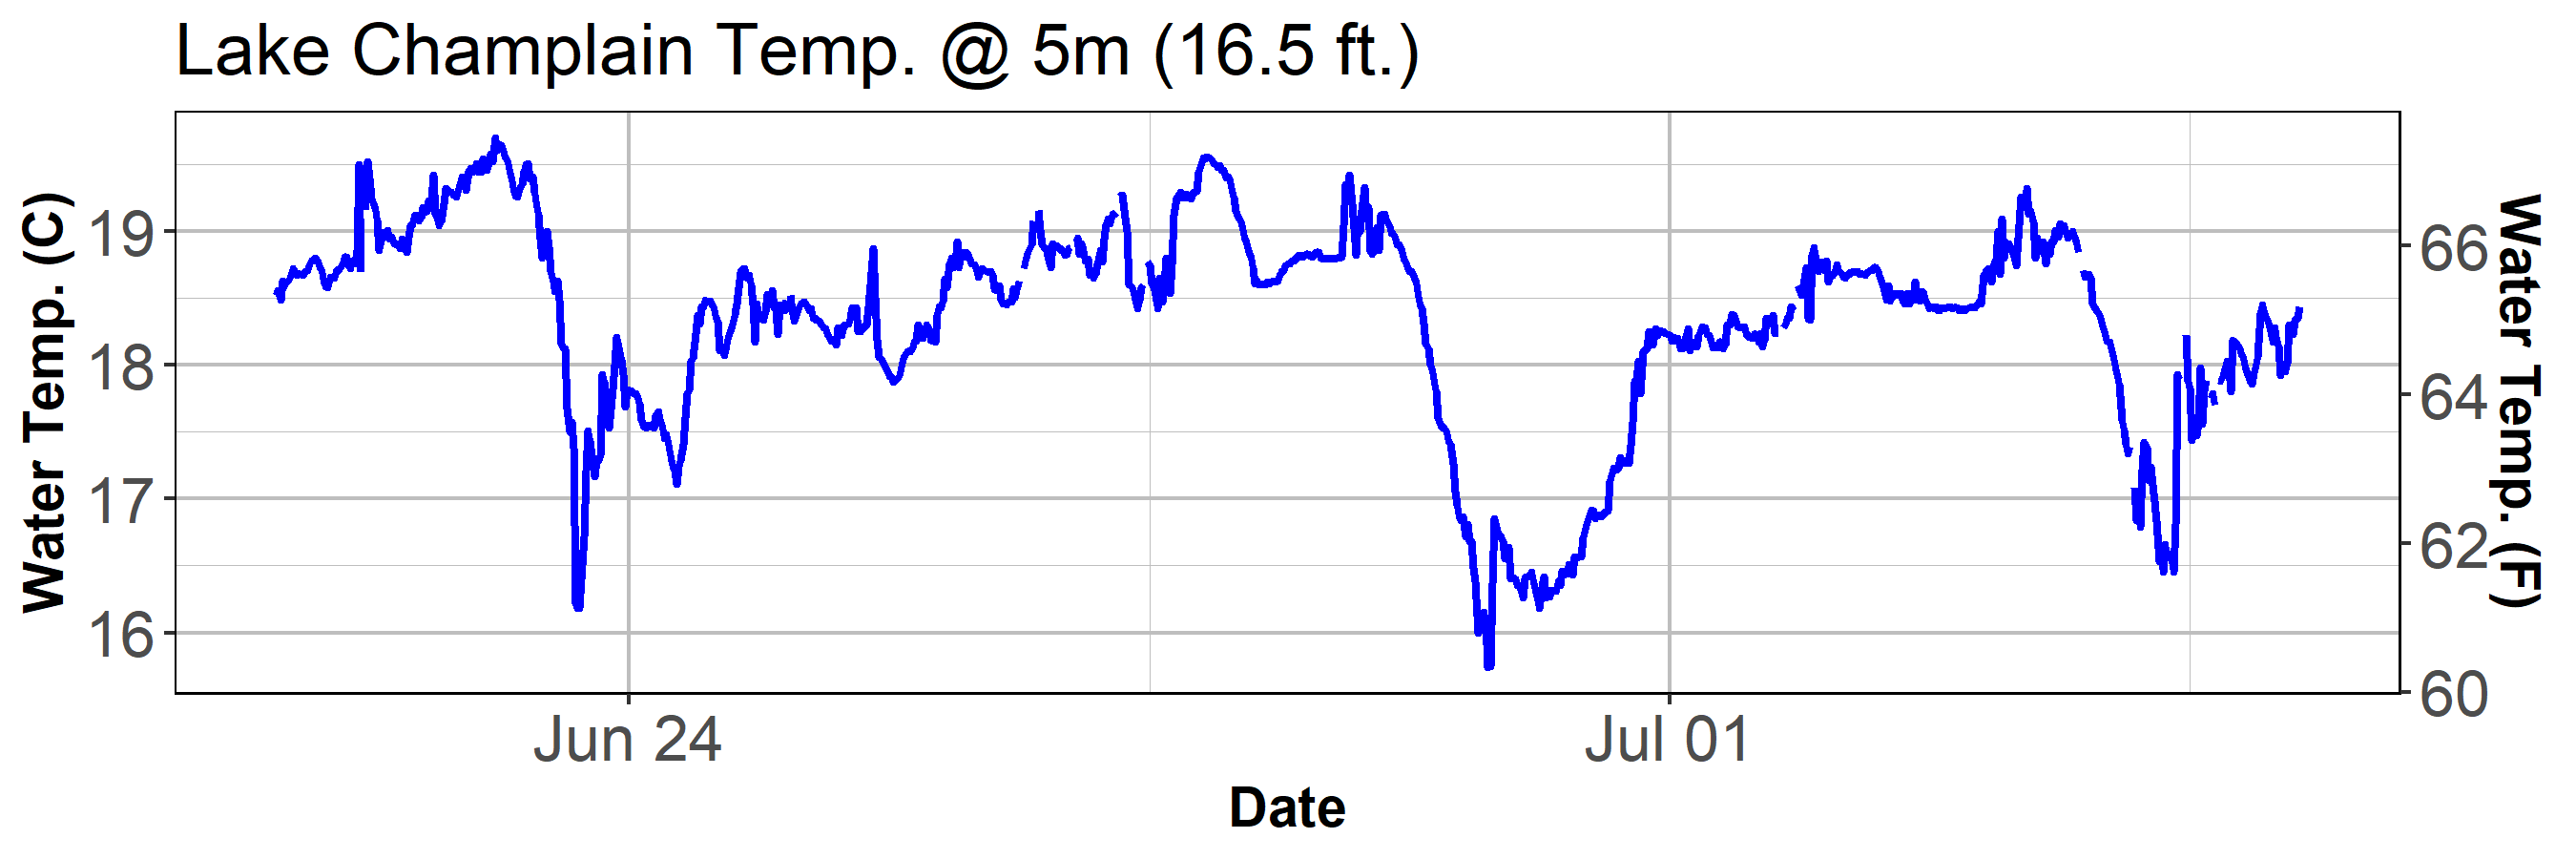 Lake Champlain Temp. @ 5m (16.5 ft.)
Water Temp. (C)
19
18
17
16
66
64
62
60
Water Temp. (F)
Jun 24
Jul 01
Date